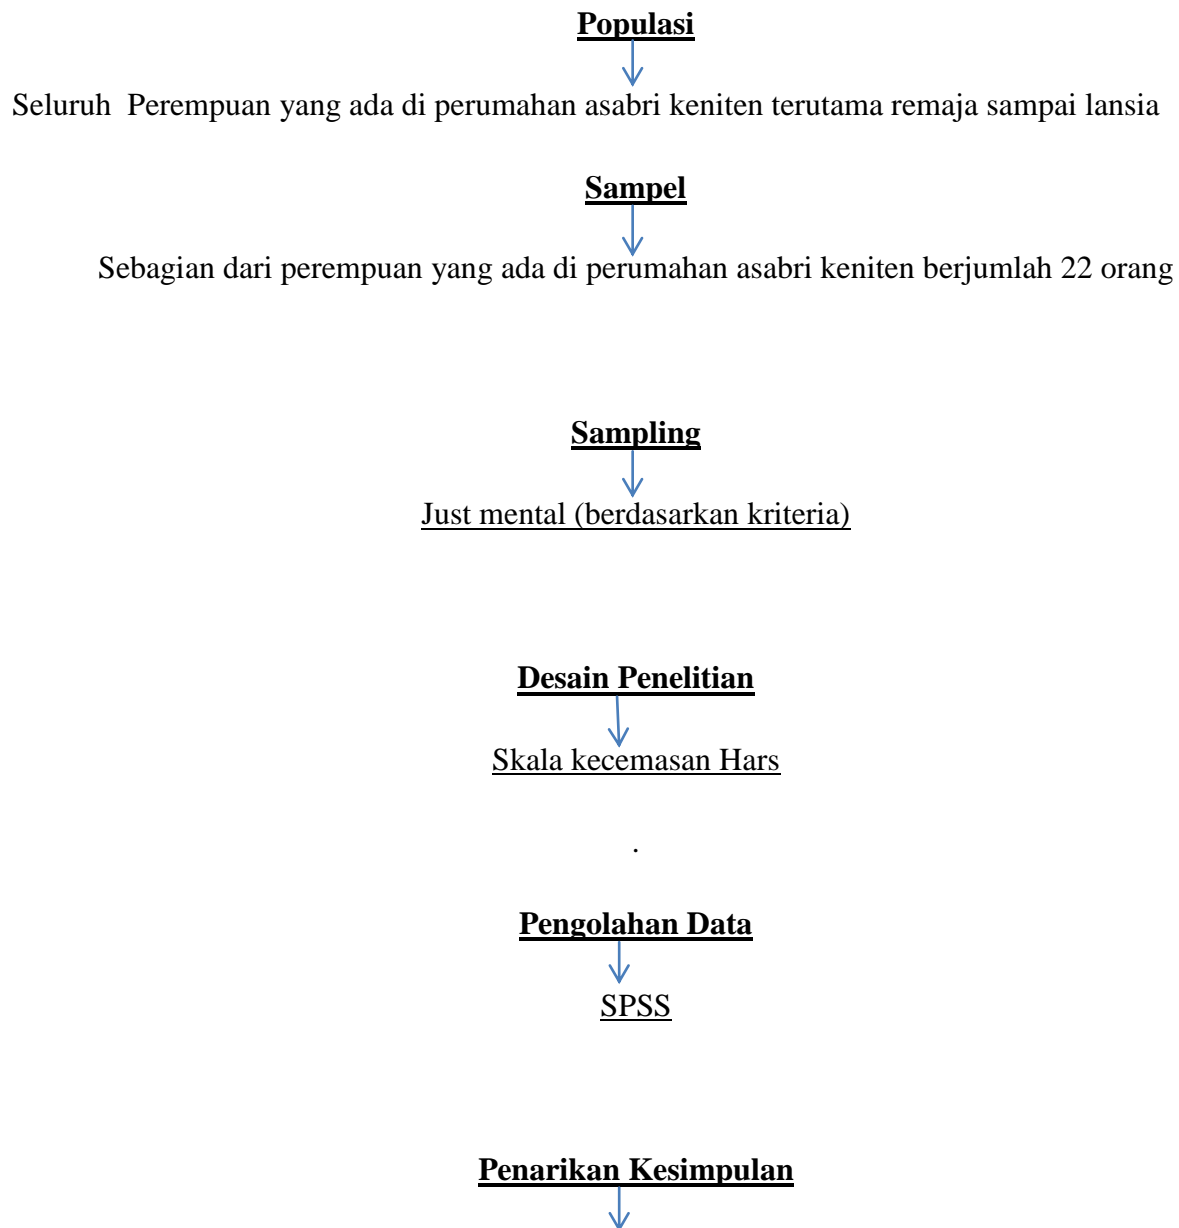 Populasi
Seluruh  Perempuan yang ada di perumahan asabri keniten terutama remaja sampai lansia
Sampel
Sebagian dari perempuan yang ada di perumahan asabri keniten berjumlah 22 orang
Sampling
Just mental (berdasarkan kriteria)
Desain Penelitian
Skala kecemasan Hars
.
Pengolahan Data
SPSS
Penarikan Kesimpulan